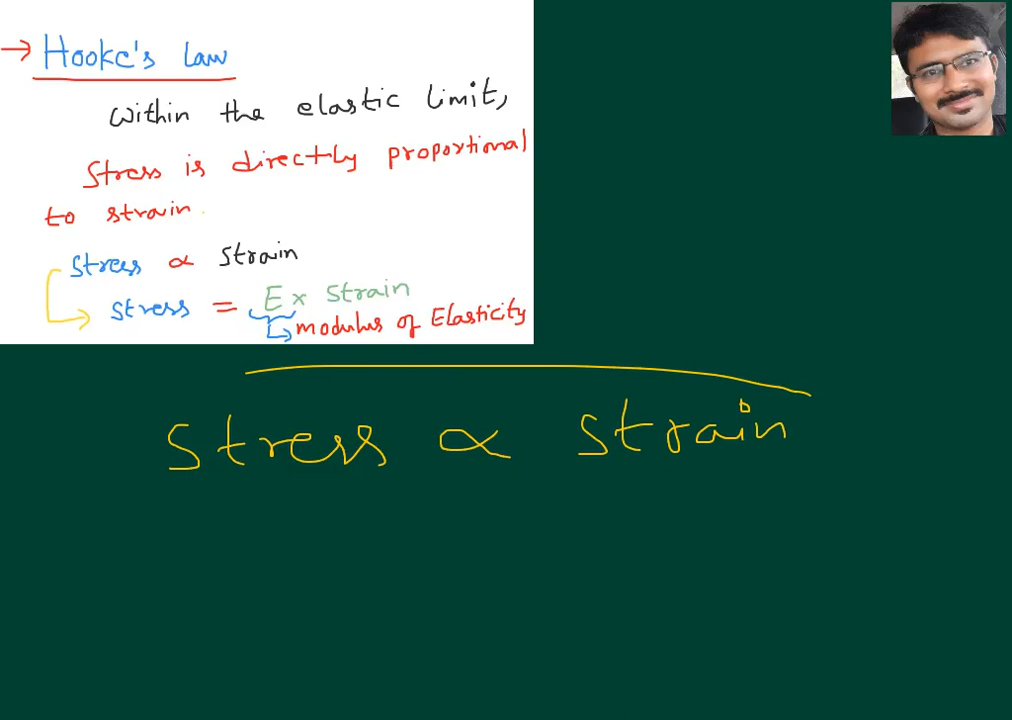 → Hooke's law
Within the elastic limit,
Stress is directly proportional
to strain.
Stress ∝ Strain
stress = E x Strain
modulus of Elasticity
Stress ∝ Strain